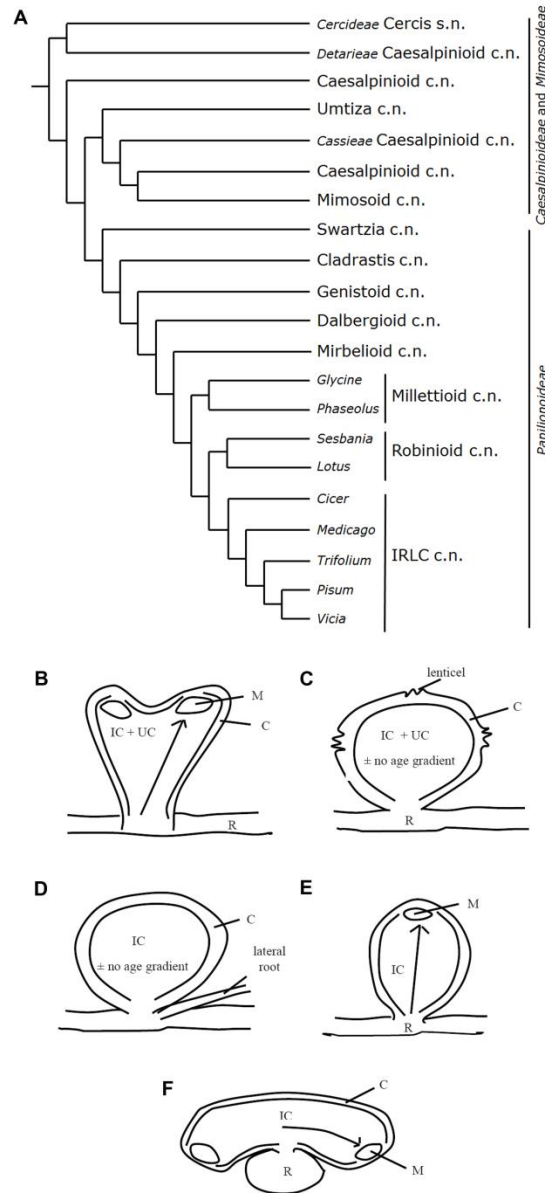 A
Cercideae Cercis s.n.
Detarieae Caesalpinioid c.n.
Caesalpinioid c.n.
Umtiza c.n.
Cassieae Caesalpinioid c.n.
Caesalpinioid c.n.
Mimosoid c.n.
Caesalpinioideae and Mimosoideae
Swartzia c.n.
Cladrastis c.n.
Genistoid c.n.
Dalbergioid c.n.
Mirbelioid c.n.
Glycine
Phaseolus
Millettioid c.n.
Sesbania
Lotus
Robinioid c.n.
Cicer
Medicago
Trifolium
Pisum
Vicia
IRLC c.n.
Papilionoideae
B
M
C
IC + UC
R
C
lenticel
C
IC + UC
± no age gradient
R
D
C
IC
± no age gradient
lateral
root
E
M
IC
R
F
C
IC
R
M